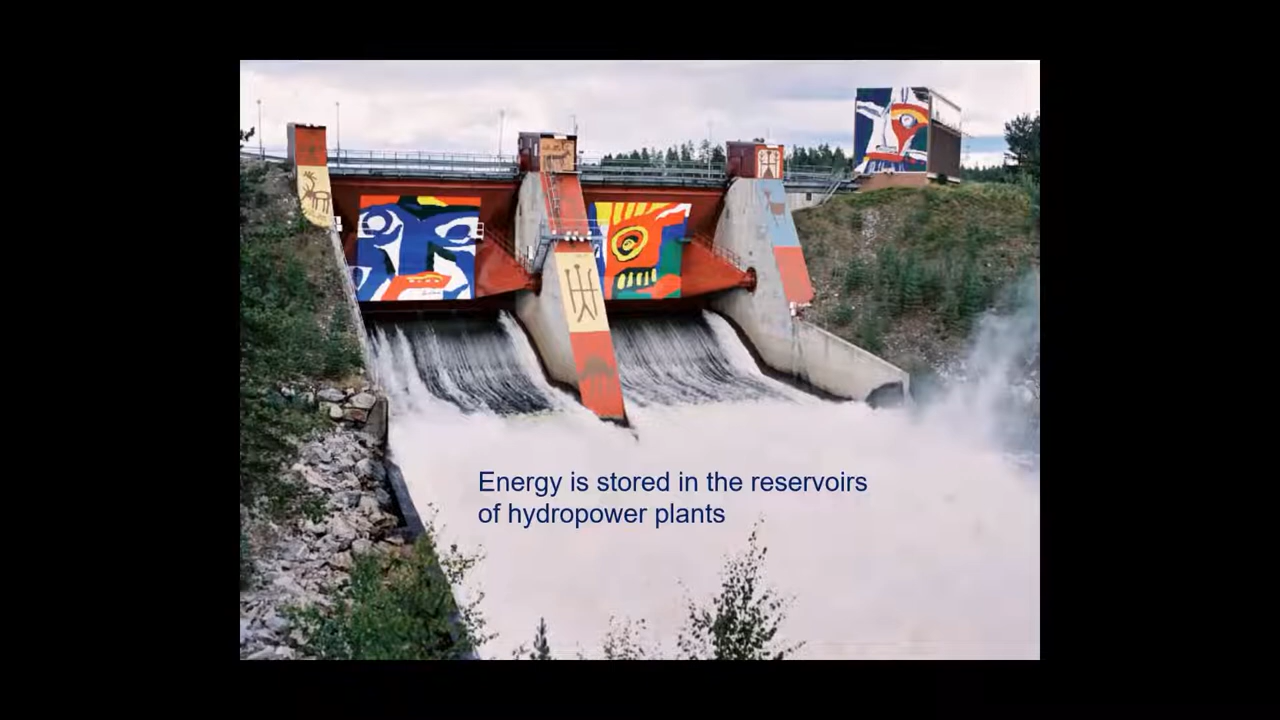 Energy is stored in the reservoirs
of hydropower plants